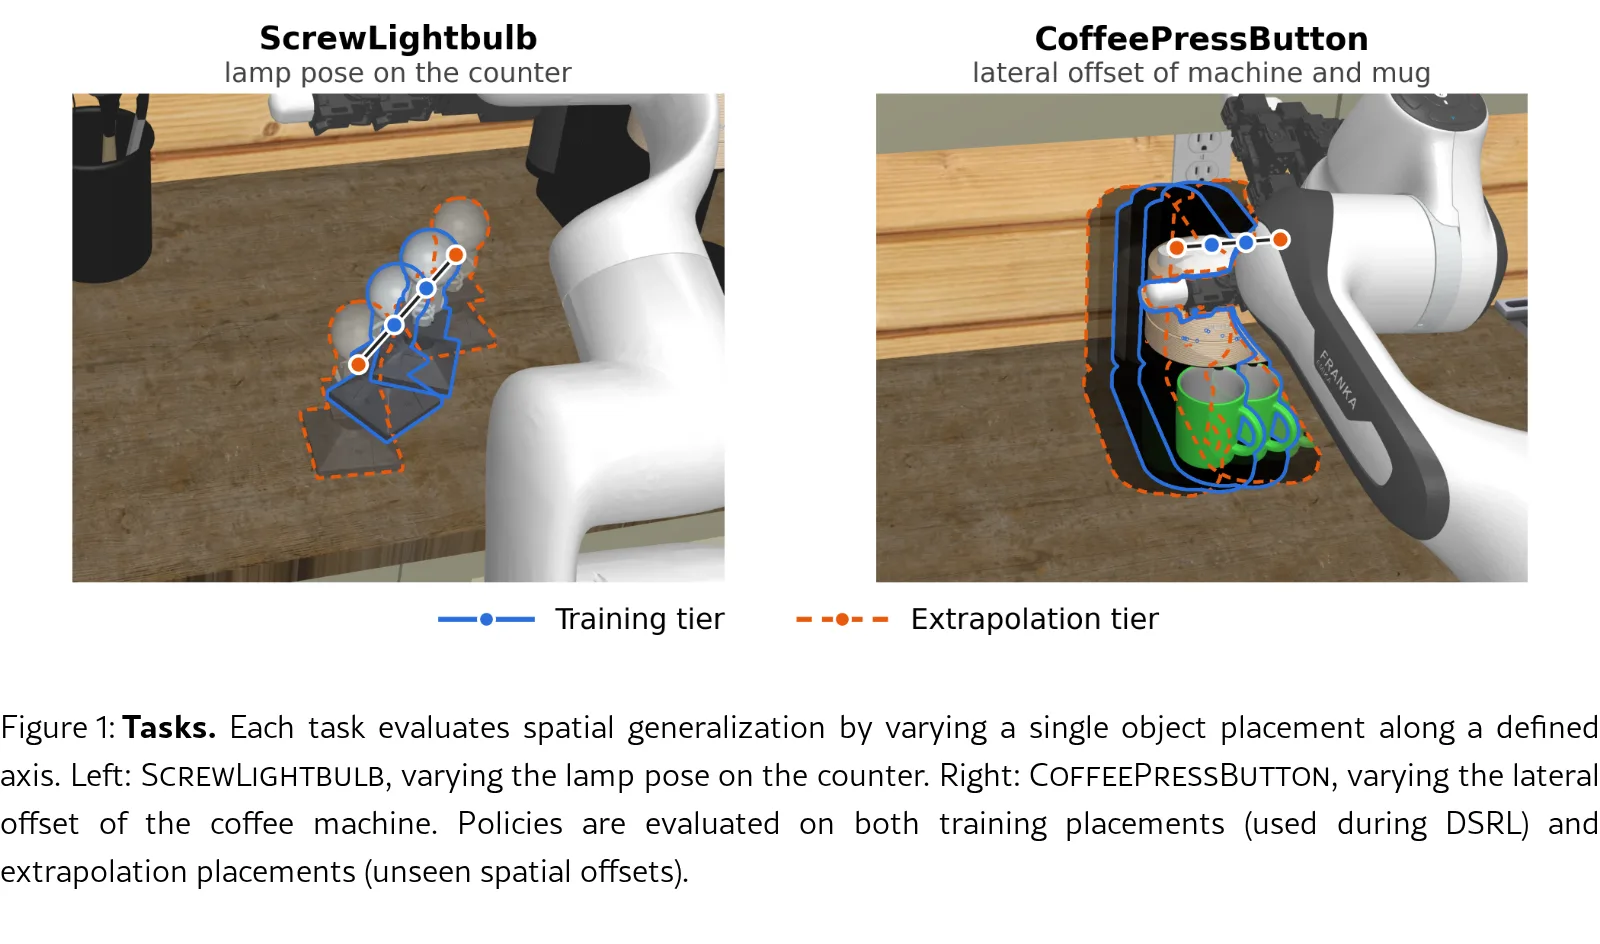 ScrewLightbulb
lamp pose on the counter
CoffeePressButton
lateral offset of machine and mug
FRANKA
Training tier
Extrapolation tier
Figure 1: Tasks. Each task evaluates spatial generalization by varying a single object placement along a defined
axis. Left: SCREWLIGHTBULB, varying the lamp pose on the counter. Right: COFFEEPRESSBUTTON, varying the lateral
offset of the coffee machine. Policies are evaluated on both training placements (used during DSRL) and
extrapolation placements (unseen spatial offsets).